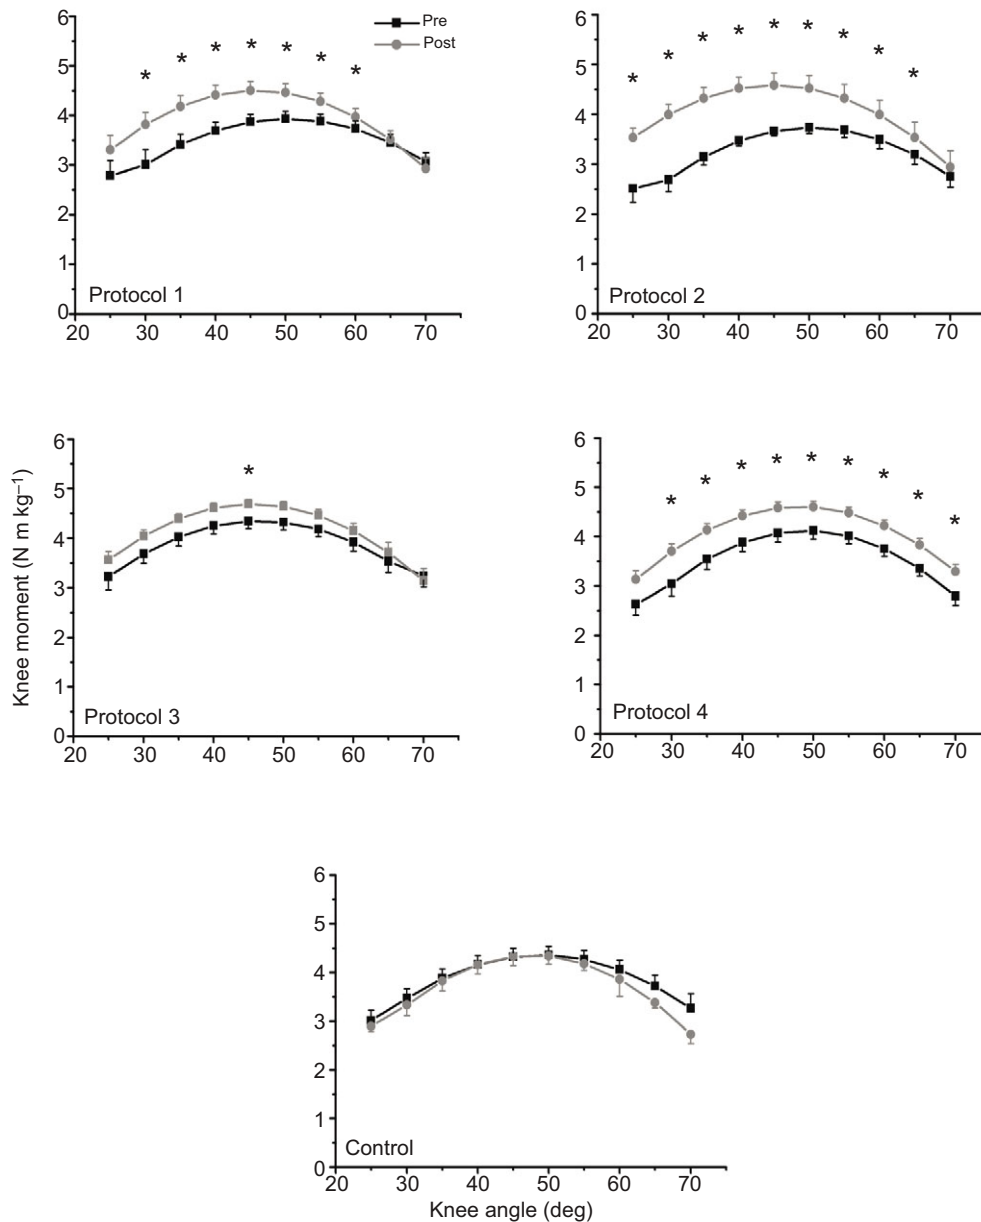 6
5
4
3
2
1
0
20 30 40 50 60 70
* * * * * * *
Pre
Post
Protocol 1
6
5
4
3
2
1
0
20 30 40 50 60 70
* * * * * * * * *
Protocol 2
Knee moment (N m kg–1)
6
5
4
3
2
1
0
20 30 40 50 60 70
*
Protocol 3
6
5
4
3
2
1
0
20 30 40 50 60 70
* * * * * * * * *
Protocol 4
6
5
4
3
2
1
0
20 30 40 50 60 70
Control
Knee angle (deg)